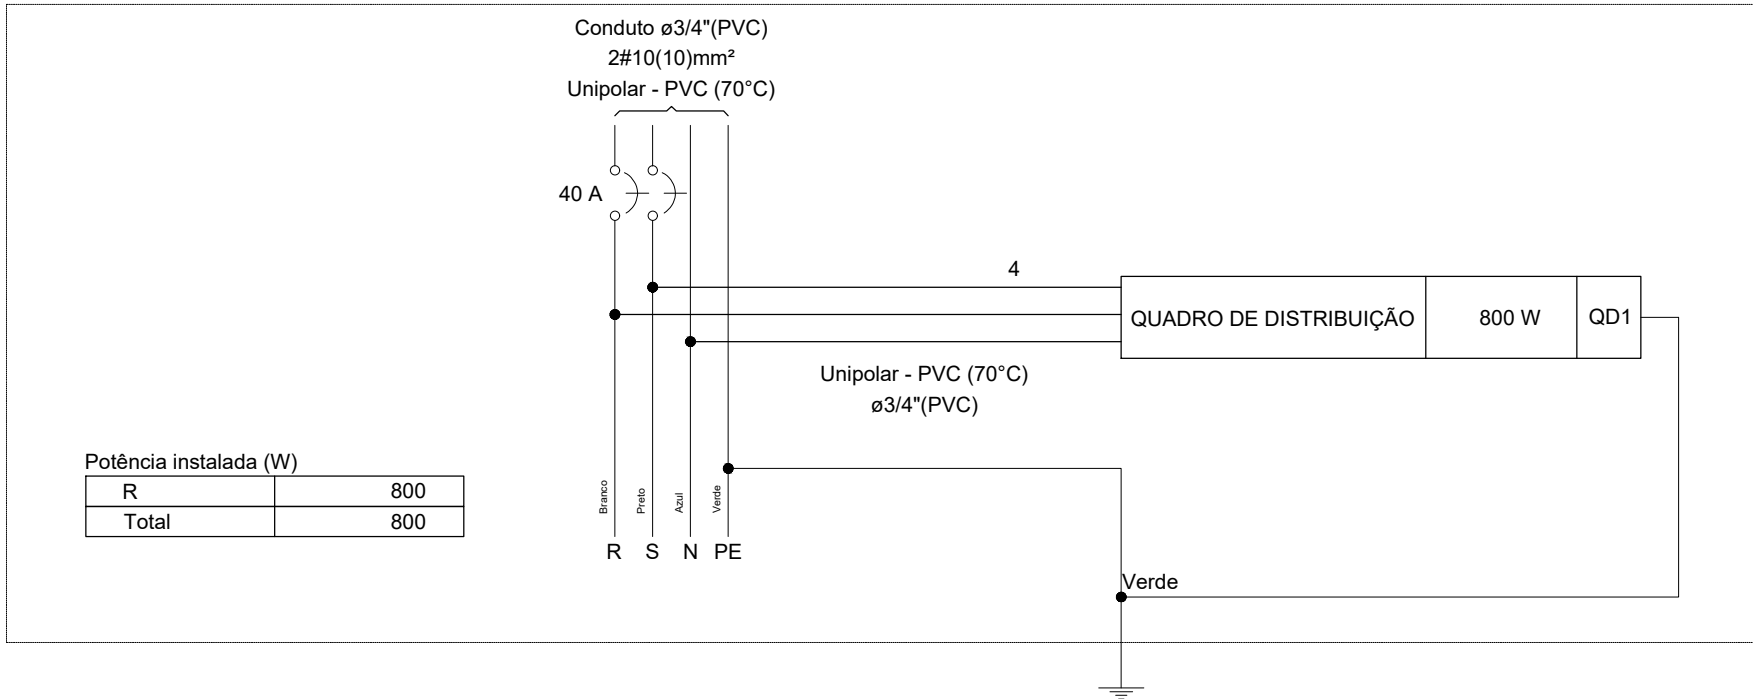 Conduto ø3/4"(PVC)
2#10(10)mm²
Unipolar - PVC (70°C)
40 A
4
QUADRO DE DISTRIBUIÇÃO 800 W QD1
Unipolar - PVC (70°C)
ø3/4"(PVC)
Potência instalada (W)
R 800
Total 800
Branco Preto Azul Verde
R S N PE
Verde